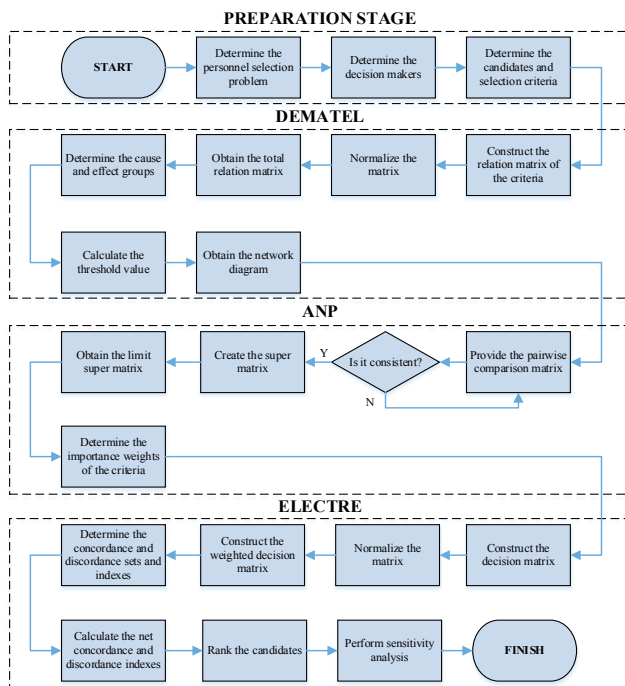 PREPARATION STAGE
START
Determine the
personnel selection
problem
Determine the
decision makers
Determine the
candidates and
selection criteria
DEMATEL
Determine the cause
and effect groups
Obtain the total
relation matrix
Normalize the
matrix
Construct the
relation matrix of
the criteria
Calculate the
threshold value
Obtain the network
diagram
ANP
Obtain the limit
super matrix
Create the super
matrix
Y
Is it consistent?
N
Provide the pairwise
comparison matrix
Determine the
importance weights
of the criteria
ELECTRE
Determine the
concordance and
discordance sets and
indexes
Construct the
weighted decision
matrix
Normalize the
matrix
Construct the
decision matrix
Calculate the net
concordance and
discordance indexes
Rank the candidates
Perform sensitivity
analysis
FINISH